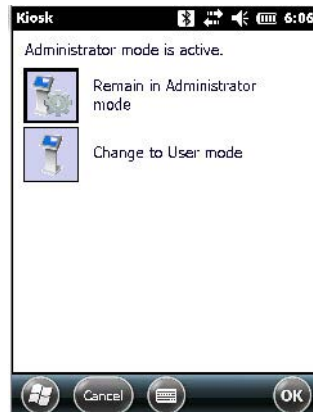 Kiosk 6:06
Administrator mode is active.
Remain in Administrator
mode
Change to User mode
Cancel OK